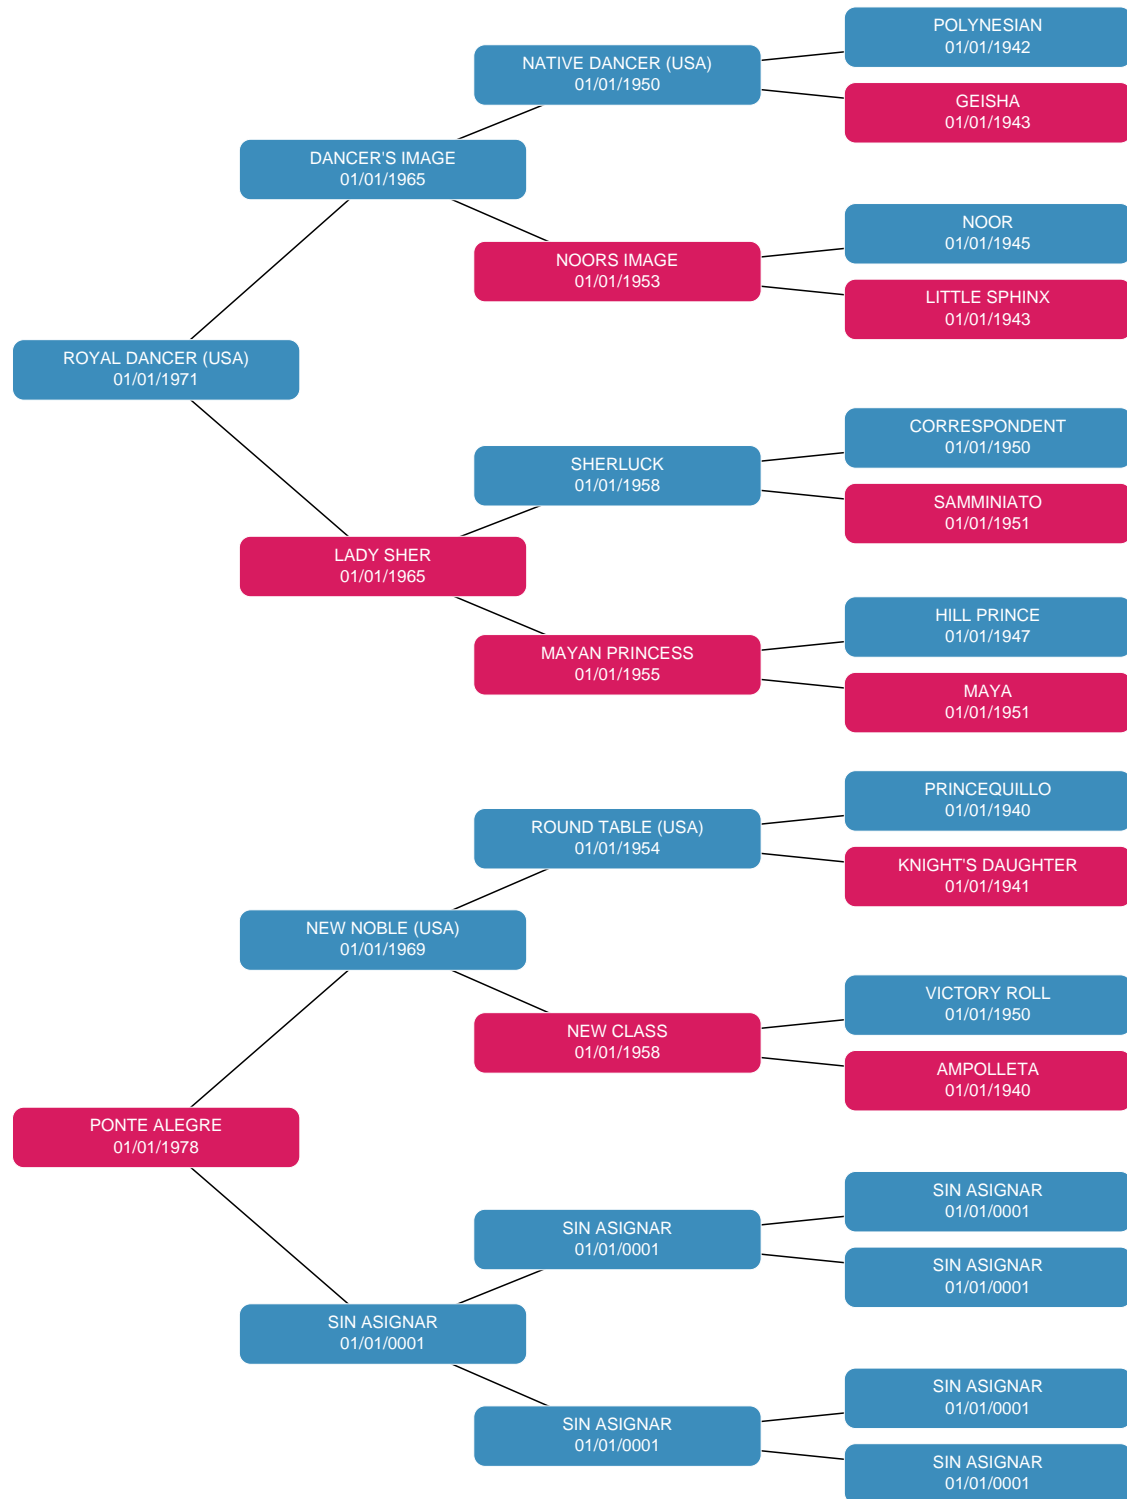 POLYNESIAN
01/01/1942
NATIVE DANCER (USA)
01/01/1950
GEISHA
01/01/1943
DANCER'S IMAGE
01/01/1965
NOOR
01/01/1945
NOORS IMAGE
01/01/1953
LITTLE SPHINX
01/01/1943
ROYAL DANCER (USA)
01/01/1971
CORRESPONDENT
01/01/1950
SHERLUCK
01/01/1958
SAMMINIATO
01/01/1951
LADY SHER
01/01/1965
HILL PRINCE
01/01/1947
MAYAN PRINCESS
01/01/1955
MAYA
01/01/1951
PRINCEQUILLO
01/01/1940
ROUND TABLE (USA)
01/01/1954
KNIGHT'S DAUGHTER
01/01/1941
NEW NOBLE (USA)
01/01/1969
VICTORY ROLL
01/01/1950
NEW CLASS
01/01/1958
AMPOLLETA
01/01/1940
PONTE ALEGRE
01/01/1978
SIN ASIGNAR
01/01/0001
SIN ASIGNAR
01/01/0001
SIN ASIGNAR
01/01/0001
SIN ASIGNAR
01/01/0001
SIN ASIGNAR
01/01/0001
SIN ASIGNAR
01/01/0001
SIN ASIGNAR
01/01/0001